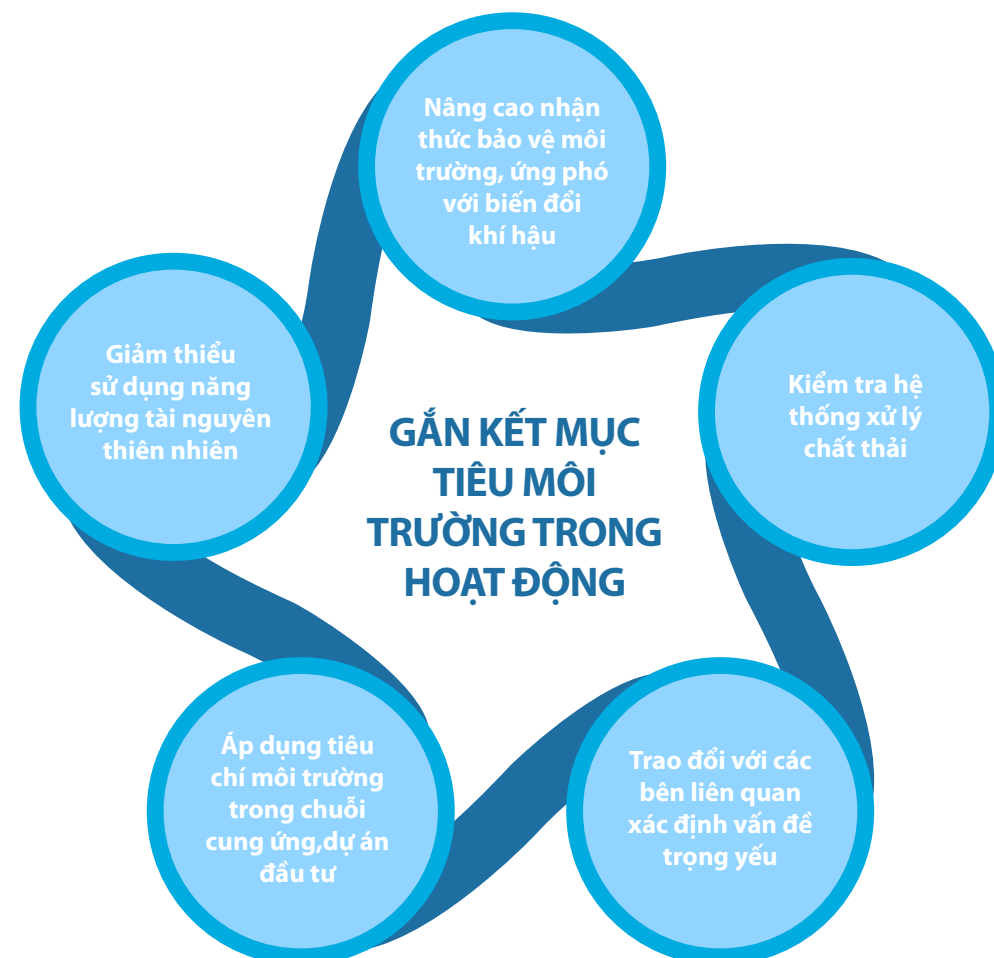 Nâng cao nhận
thức bảo vệ môi
trường, ứng phó
với biến đổi
khí hậu
Giảm thiểu
sử dụng năng
lượng tài nguyên
thiên nhiên
Kiểm tra hệ
thống xử lý
chất thải
GẮN KẾT MỤC
TIÊU MÔI
TRƯỜNG TRONG
HOẠT ĐỘNG
Áp dụng tiêu
chí môi trường
trong chuỗi
cung ứng,dự án
đầu tư
Trao đổi với các
bên liên quan
xác định vấn đề
trọng yếu